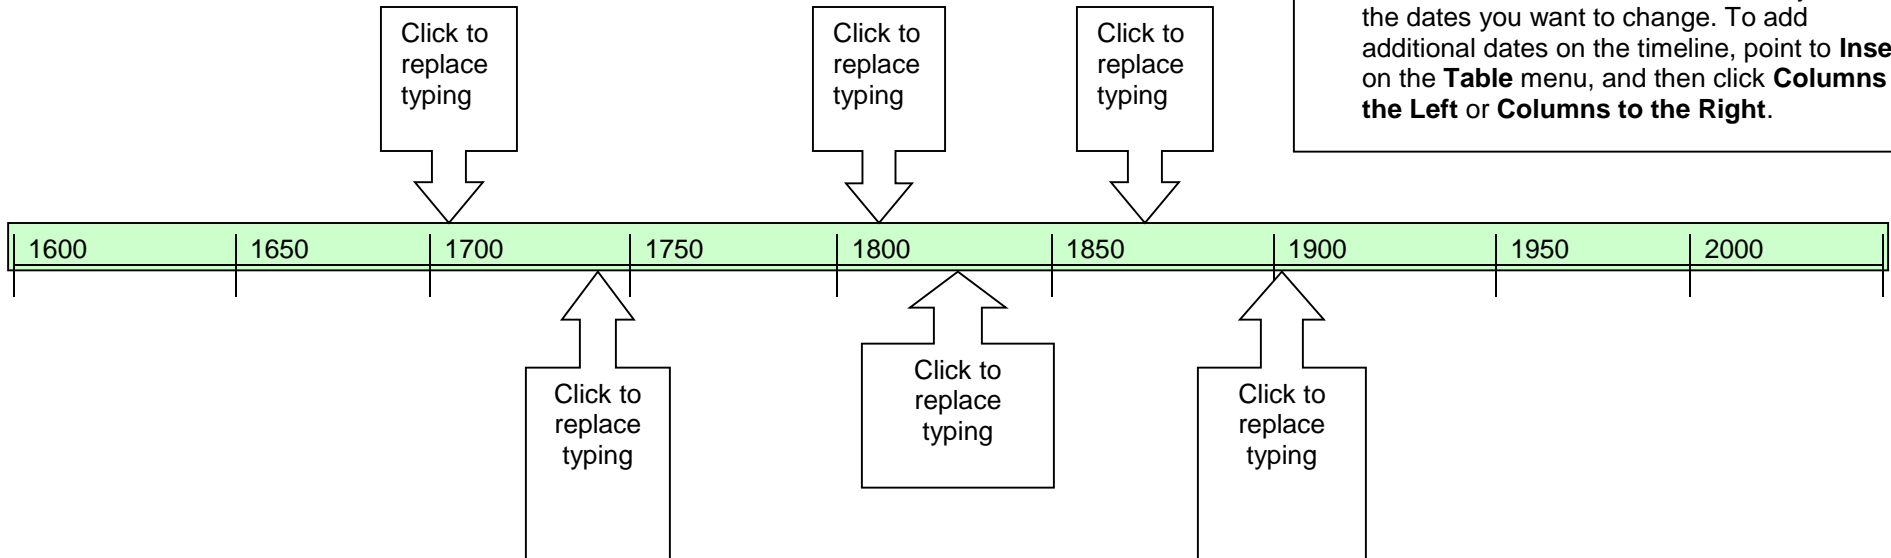 Click to
replace
typing
Click to
replace
typing
Click to
replace
typing
the dates you want to change. To add
additional dates on the timeline, point to Inse
on the Table menu, and then click Columns
the Left or Columns to the Right.
1600 1650 1700 1750 1800 1850 1900 1950 2000
Click to
replace
typing
Click to
replace
typing
Click to
replace
typing